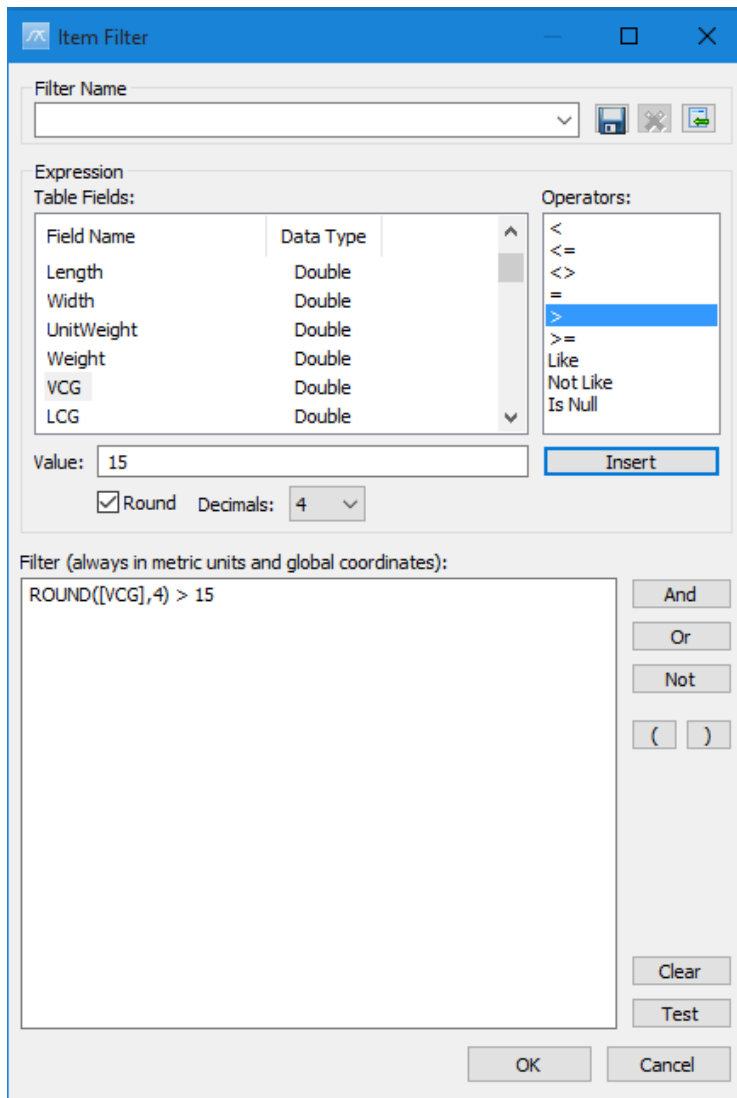 Item Filter
Filter Name
Expression
Table Fields:
Operators:
Field Name Data Type
Length Double
Width Double
UnitWeight Double
Weight Double
VCG Double
LCG Double
<
<=
<>
=
>
>=
Like
Not Like
Is Null
Value: 15
Insert
Round Decimals: 4
Filter (always in metric units and global coordinates):
ROUND([VCG],4) > 15
And
Or
Not
( )
Clear
Test
OK Cancel